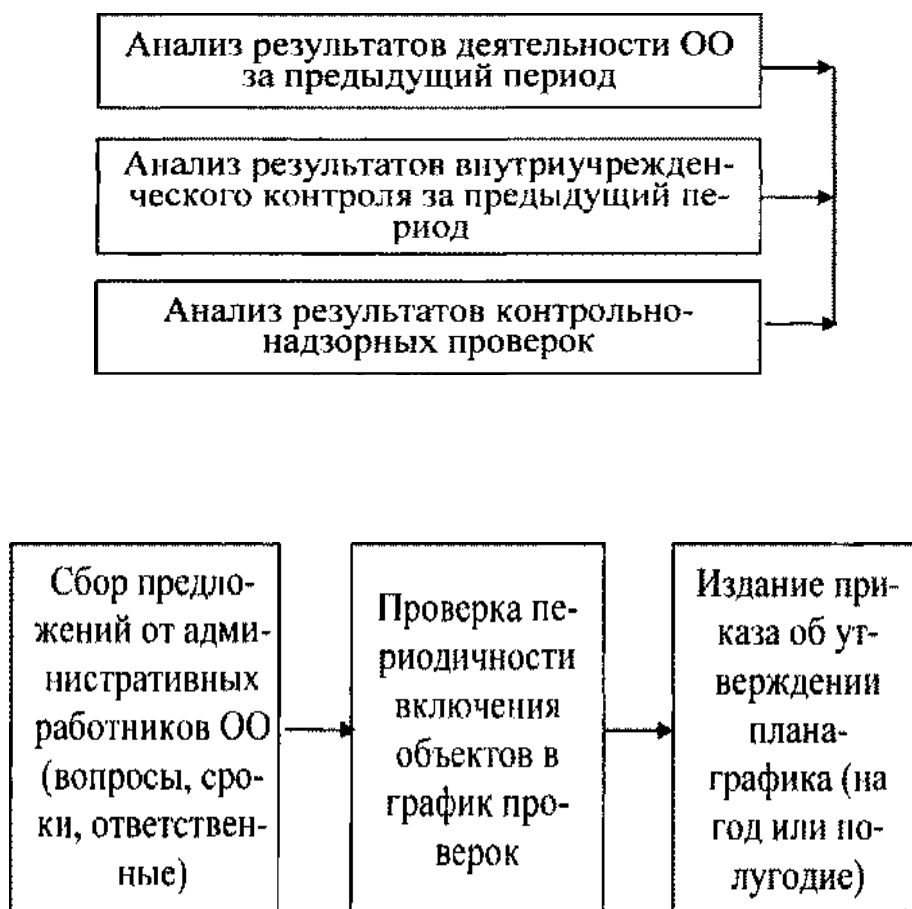 Анализ результатов деятельности ОО
за предыдущий период
Анализ результатов внутриучрежден-
ческого контроля за предыдущий пе-
риод
Анализ результатов контрольно-
надзорных проверок
Сбор предло-
жений от адми-
нистративных
работников ОО
(вопросы, сро-
ки, ответствен-
ные)
Проверка пе-
риодичности
включения
объектов в
график про-
верок
Издание при-
каза об ут-
верждении
плана-
графика (на
год или по-
лугодие)